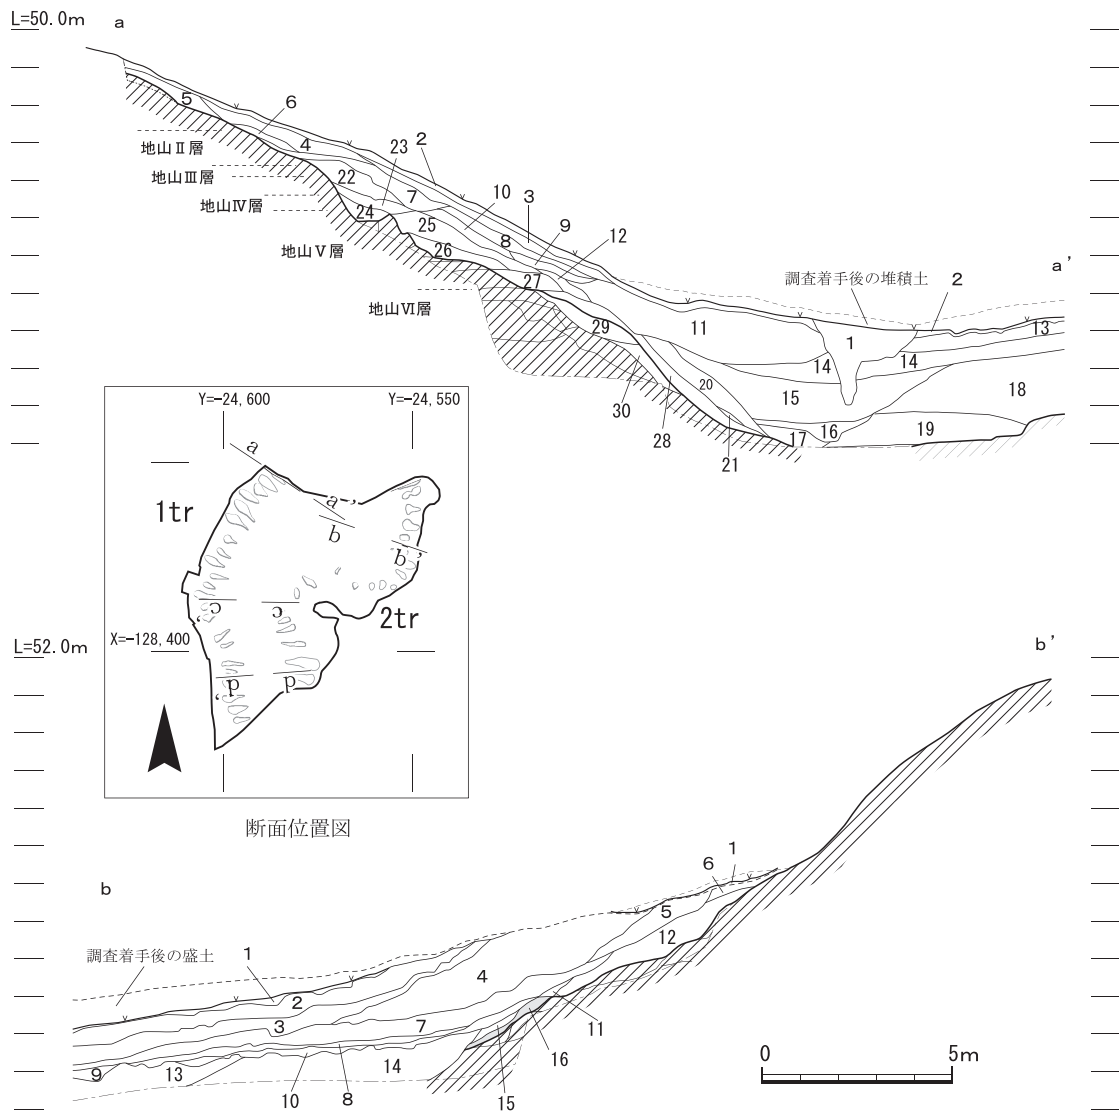 L=50.0m
a
5
6
4
23
2
地山Ⅱ層
地山Ⅲ層
22
7
10
3
地山Ⅳ層
24
25
8
9
12
地山Ⅴ層
26
27
a'
調査着手後の堆積土
2
地山Ⅵ層
29
11
1
13
14
14
30
28
20
15
18
21
17
16
19
Y=-24,600
Y=-24,550
a
1tr
a'
b
b'
c'
c
2tr
X=-128,400
d'
d
断面位置図
L=52.0m
b'
b
調査着手後の盛土
1
6
1
5
12
2
4
3
7
11
16
9
13
14
10
8
15
0
5m